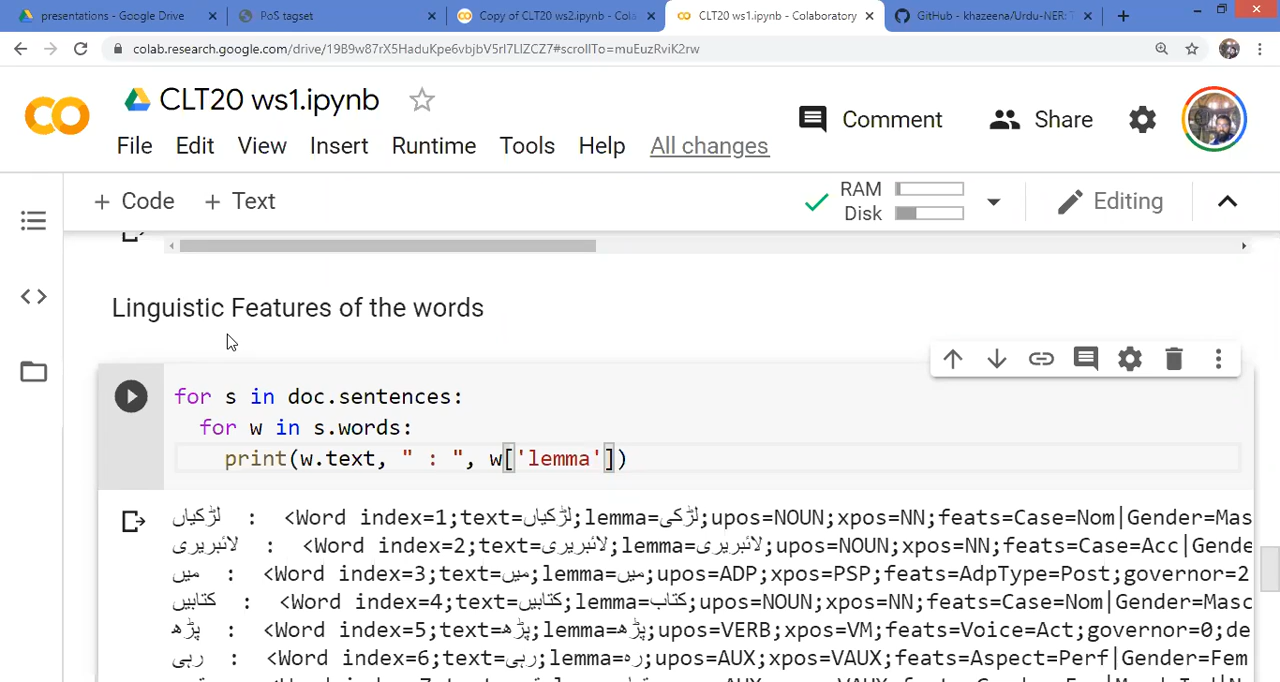 presentations - Google Drive
PoS tagset
Copy of CLT20 ws2.ipynb - Cola
CLT20 ws1.ipynb - Colaboratory
GitHub - khazeena/Urdu-NER: T
colab.research.google.com/drive/19B9w87rX5HaduKpe6vbjbV5rl7LIZCZ7#scrollTo=muEuzRviK2rw
CLT20 ws1.ipynb
Comment
Share
File Edit View Insert Runtime Tools Help All changes
+ Code + Text
RAM
Disk
Editing
Linguistic Features of the words
for s in doc.sentences:
for w in s.words:
print(w.text, " : ", w['lemma'])
لڑکیاں : <Word index=1;text=لڑکیاں;lemma=لڑکی;upos=NOUN;xpos=NN;feats=Case=Nom|Gender=Mas
لائبریری : <Word index=2;text=لائبریری;lemma=لائبریری;upos=NOUN;xpos=NN;feats=Case=Acc|Gende
میں : <Word index=3;text=میں;lemma=میں;upos=ADP;xpos=PSP;feats=AdpType=Post;governor=2
کتابیں : <Word index=4;text=کتابیں;lemma=کتاب;upos=NOUN;xpos=NN;feats=Case=Nom|Gender=Masc
پڑھ : <Word index=5;text=پڑھ;lemma=پڑھ;upos=VERB;xpos=VM;feats=Voice=Act;governor=0;de
رہی : <Word index=6;text=رہی;lemma=رہ;upos=AUX;xpos=VAUX;feats=Aspect=Perf|Gender=Fem